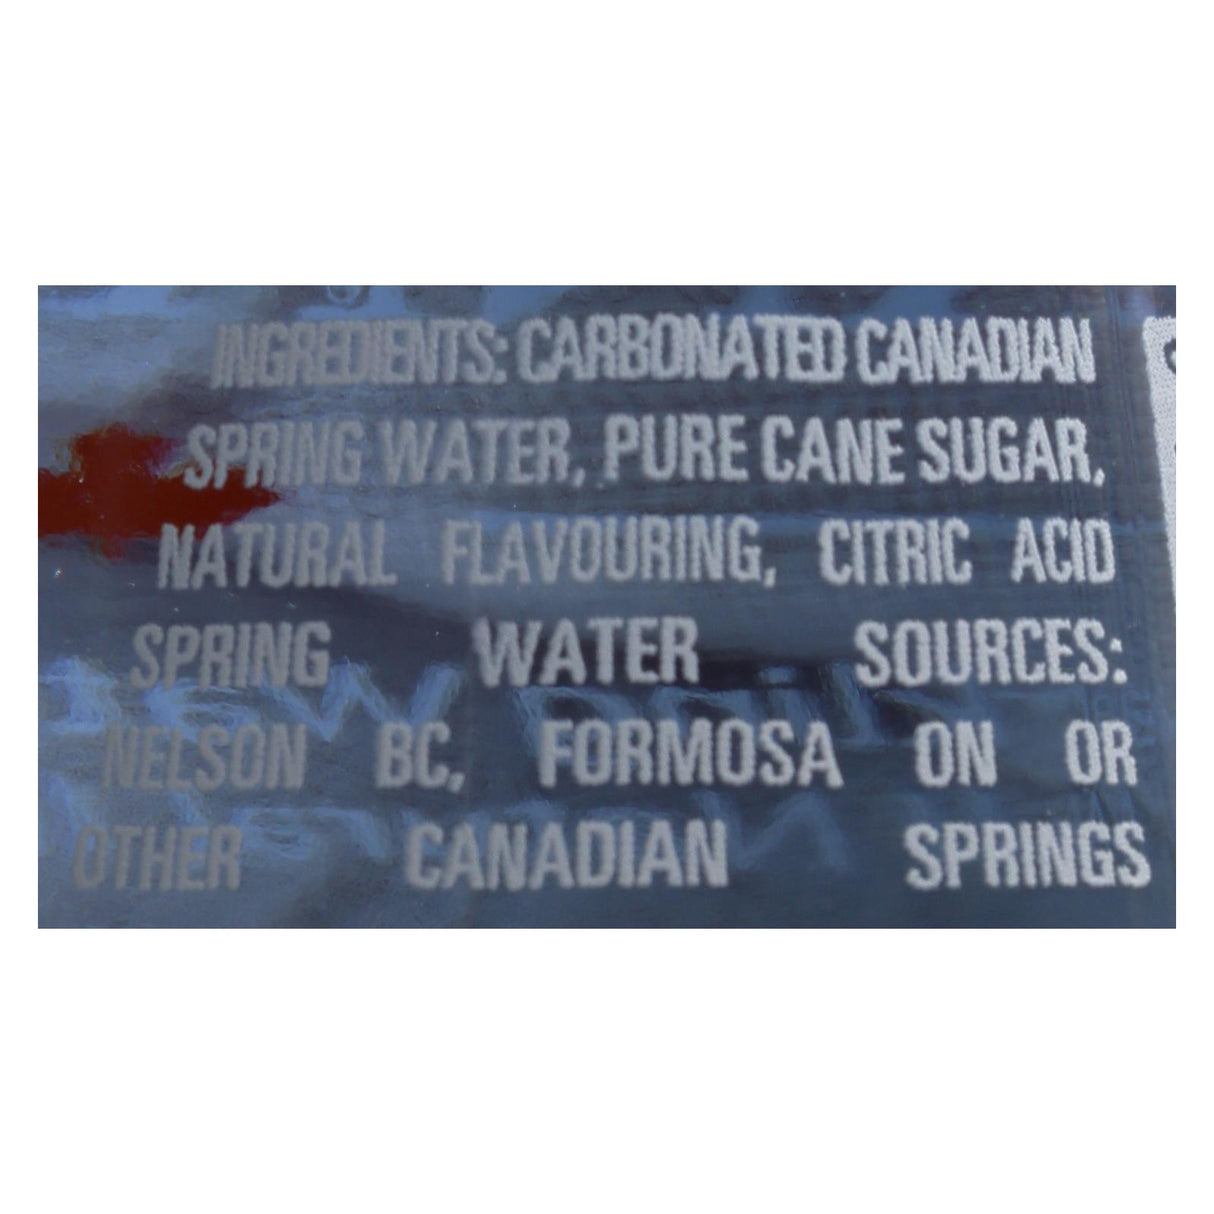 INGREDIENTS: CARBONATED CANADIAN
SPRING WATER, PURE CANE SUGAR,
NATURAL FLAVOURING, CITRIC ACID
SPRING WATER SOURCES:
NELSON BC, FORMOSA ON OR
OTHER CANADIAN SPRINGS